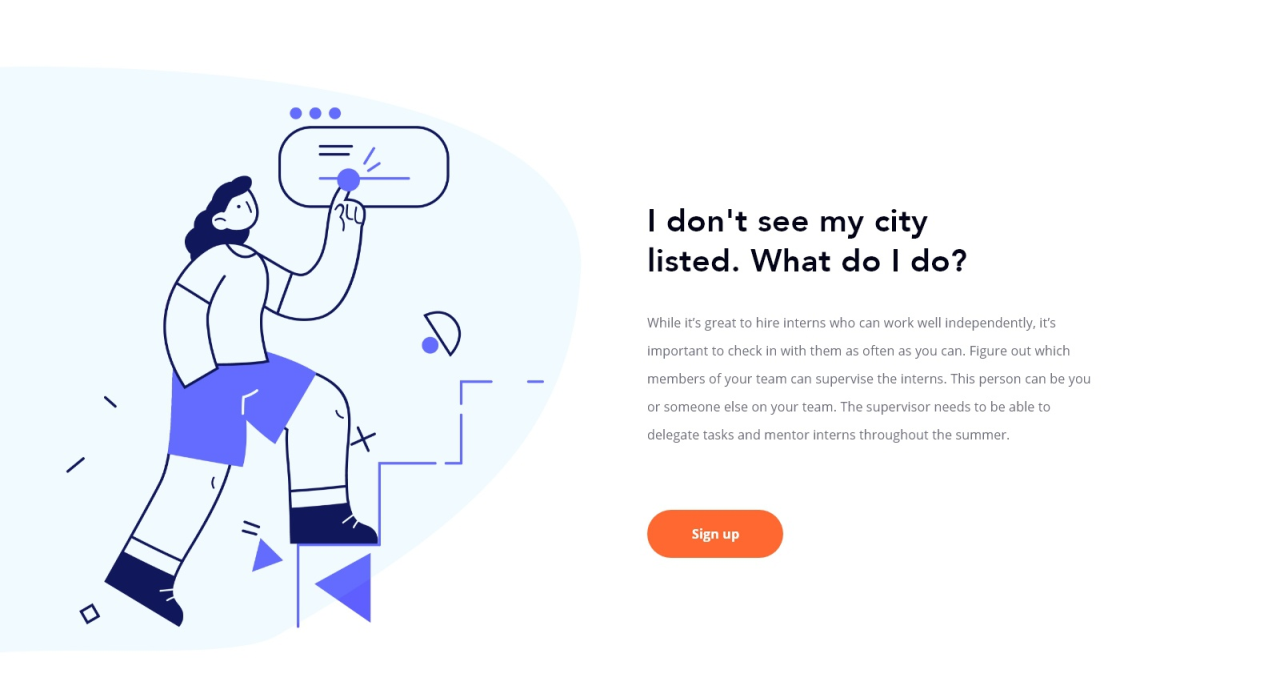 I don't see my city
listed. What do I do?
While it’s great to hire interns who can work well independently, it’s
important to check in with them as often as you can. Figure out which
members of your team can supervise the interns. This person can be you
or someone else on your team. The supervisor needs to be able to
delegate tasks and mentor interns throughout the summer.
Sign up